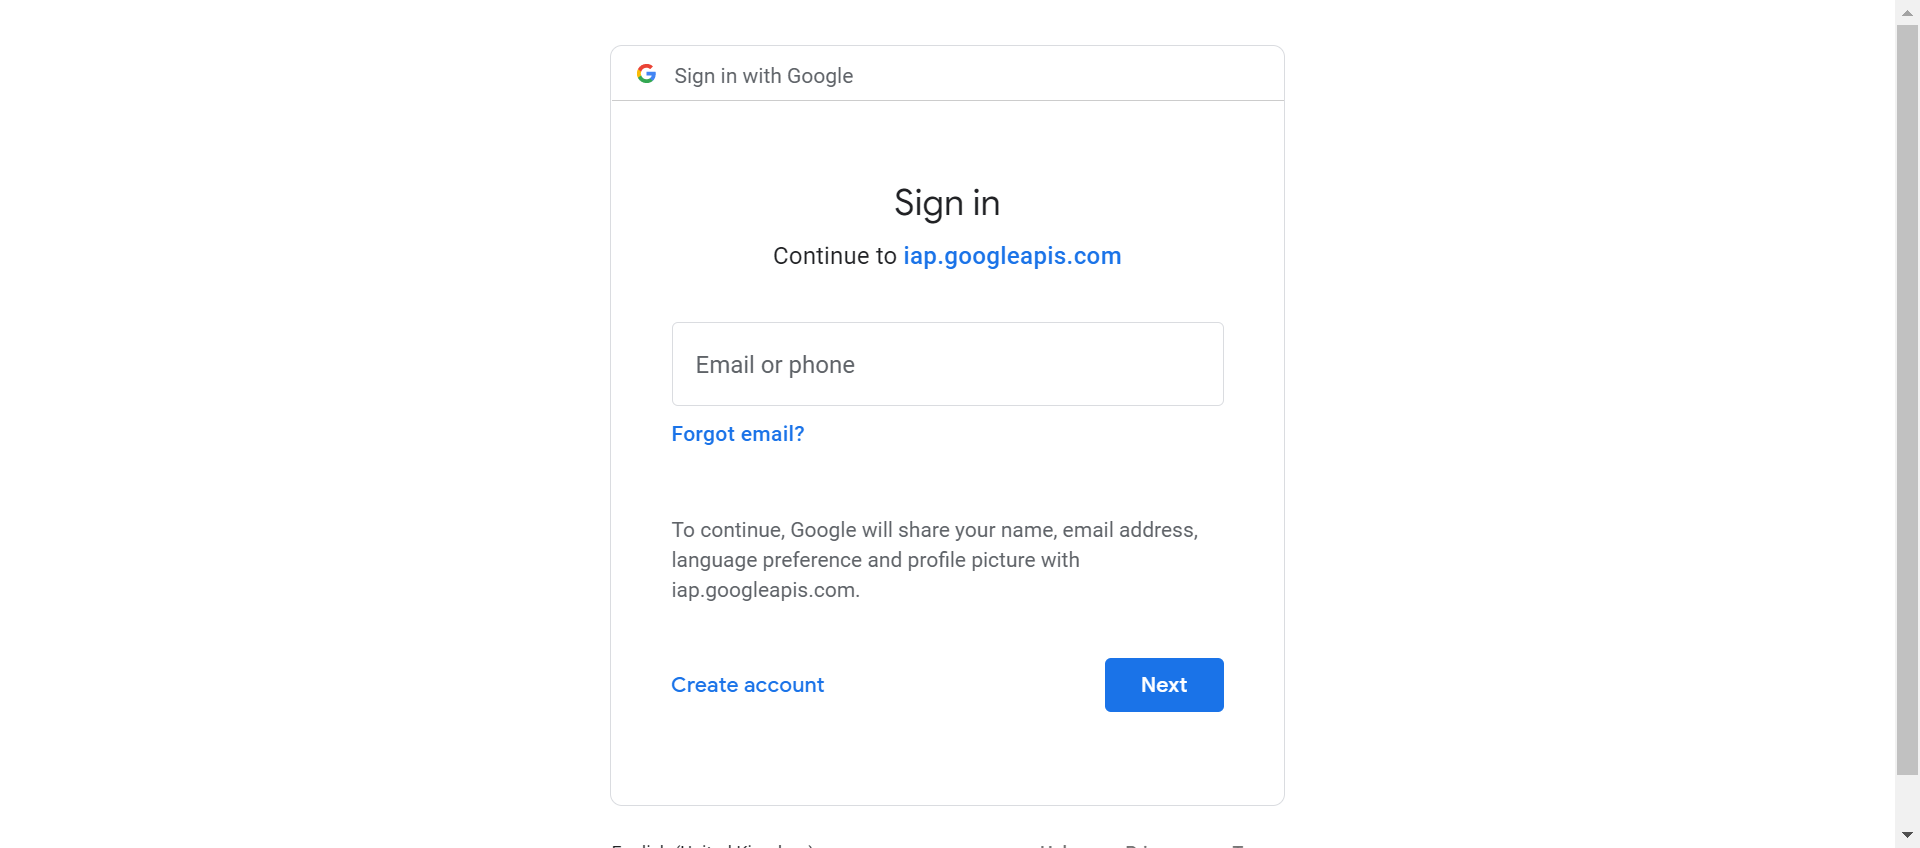 Sign in with Google
Sign in
Continue to iap.googleapis.com
Email or phone
Forgot email?
To continue, Google will share your name, email address,
language preference and profile picture with
iap.googleapis.com.
Create account
Next